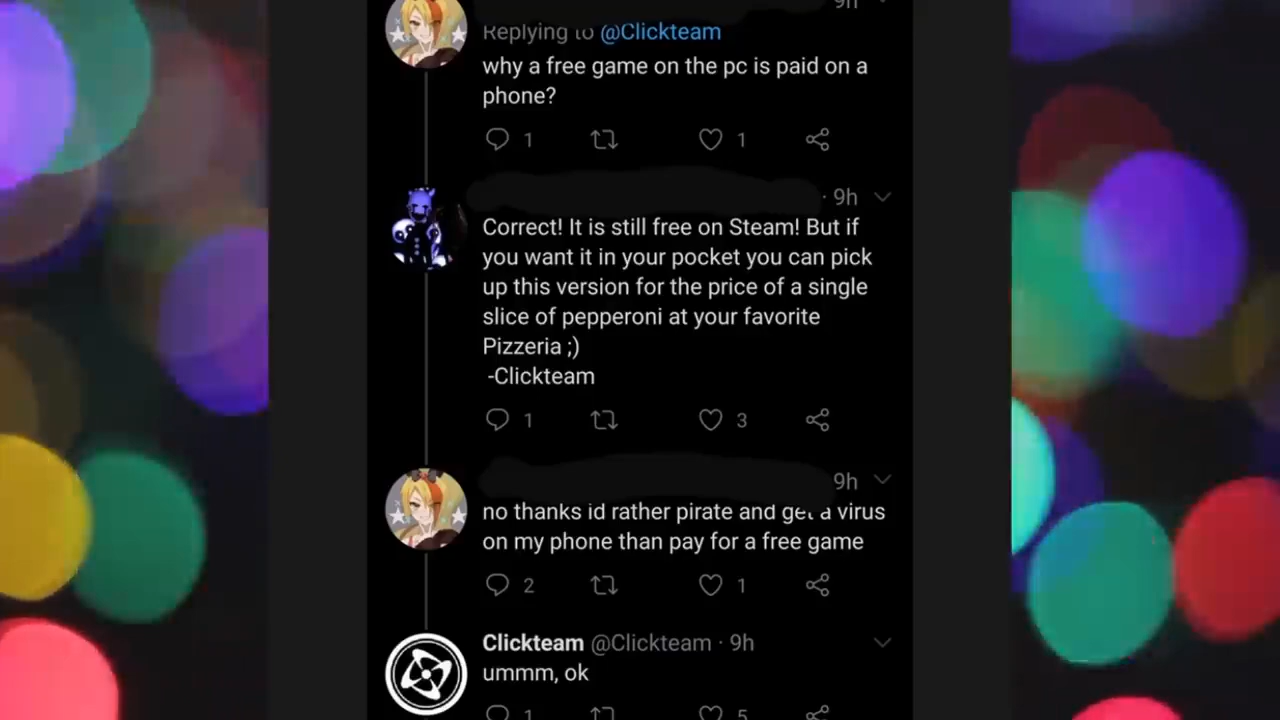 9h
Replying to @Clickteam
why a free game on the pc is paid on a
phone?
1 1
· 9h
Correct! It is still free on Steam! But if
you want it in your pocket you can pick
up this version for the price of a single
slice of pepperoni at your favorite
Pizzeria ;)
-Clickteam
1 3
9h
no thanks id rather pirate and get a virus
on my phone than pay for a free game
2 1
Clickteam @Clickteam · 9h
ummm, ok
1 5